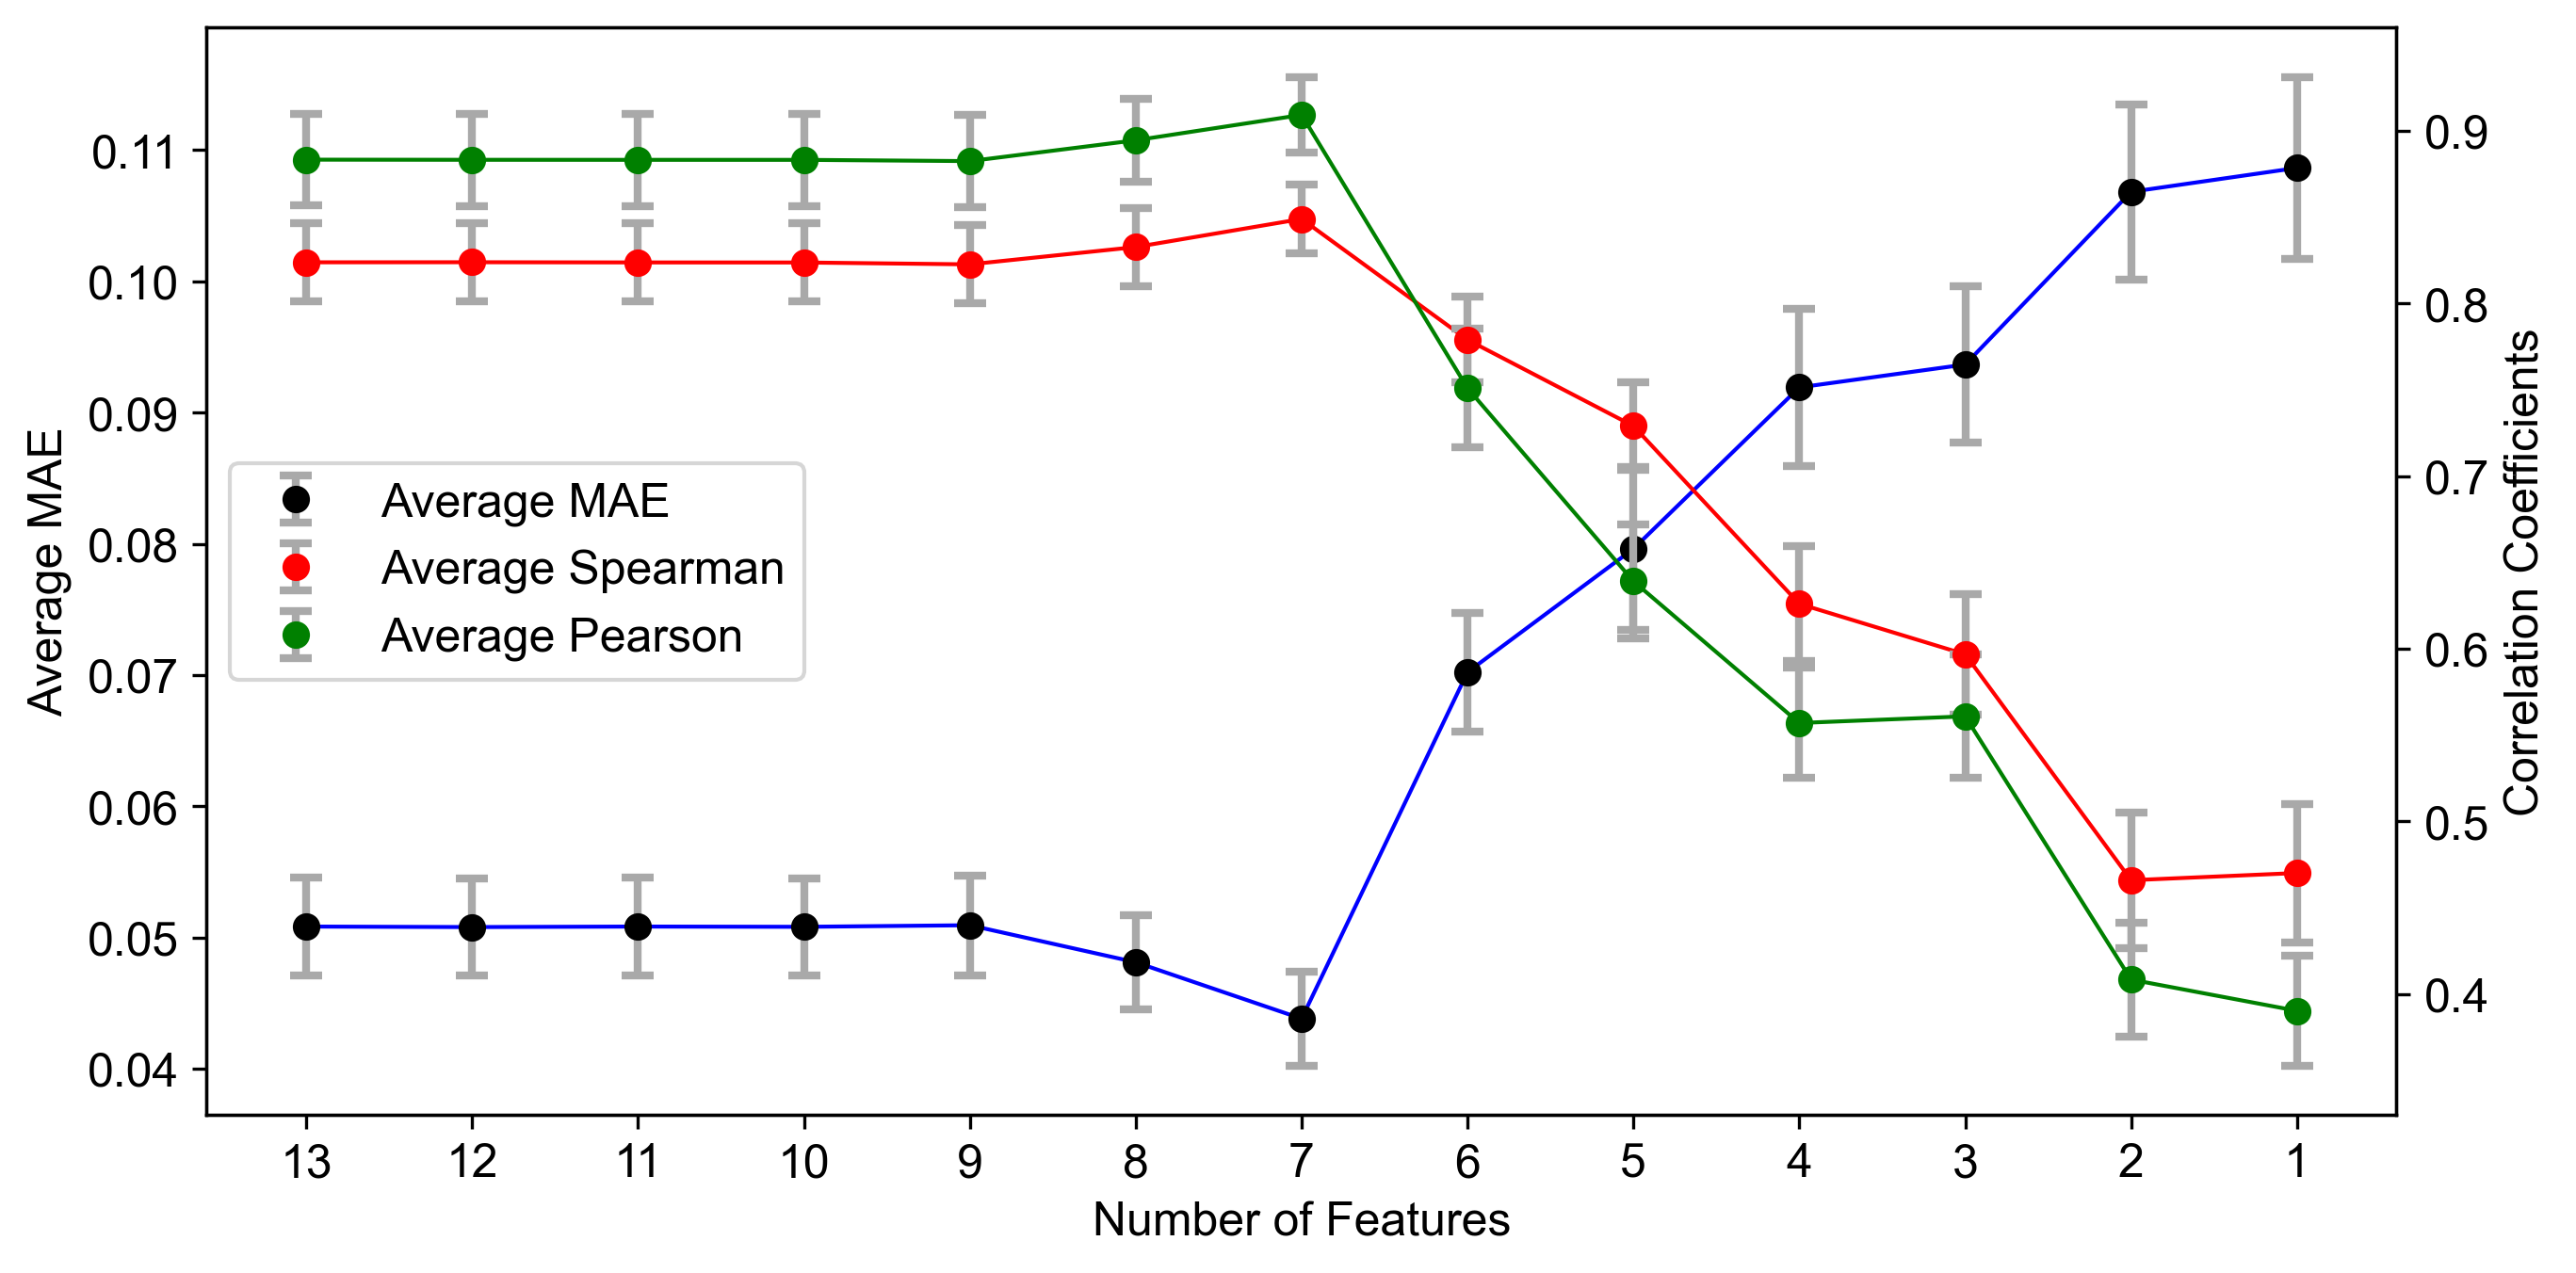 Average MAE
0.11
0.10
0.09
0.08
0.07
0.06
0.05
0.04
Average MAE
Average Spearman
Average Pearson
0.9
0.8
0.7
0.6
0.5
0.4
Correlation Coefficients
13 12 11 10 9 8 7 6 5 4 3 2 1
Number of Features